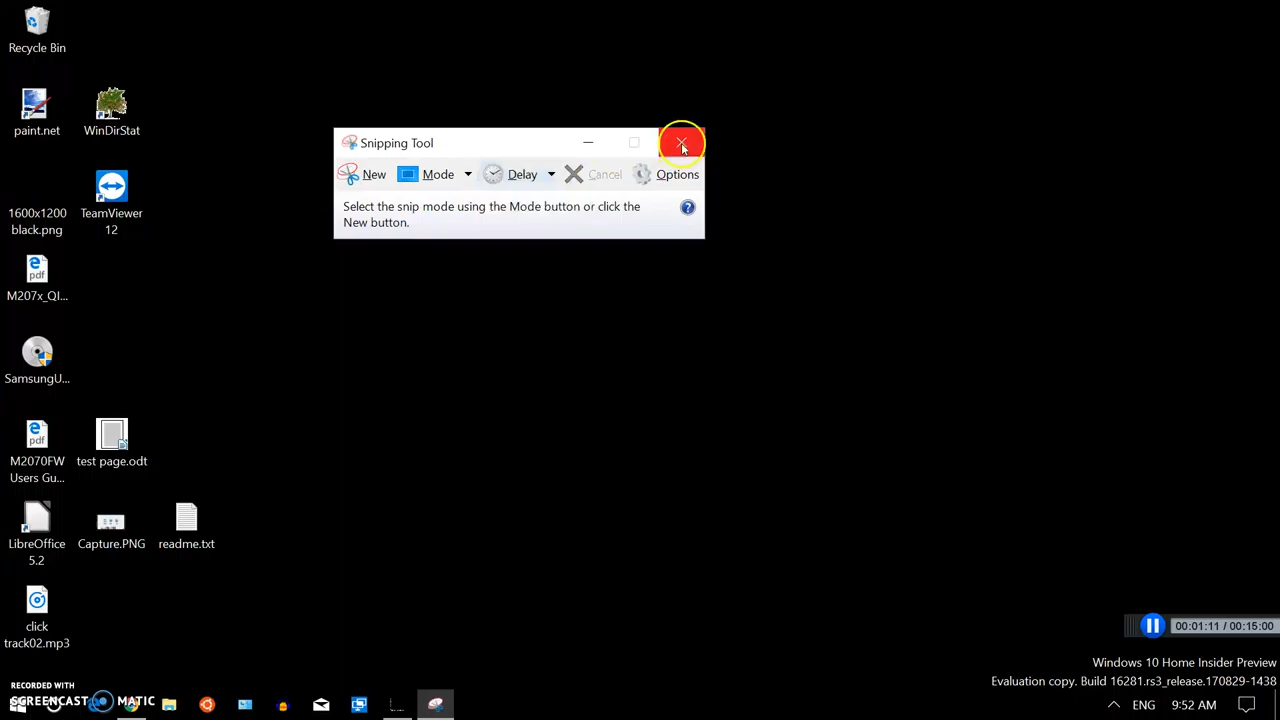 Recycle Bin
paint.net
WinDirStat
1600x1200
black.png
TeamViewer
12
pdf
M207x_QI...
SamsungU...
pdf
M2070FW
Users Gu...
test page.odt
LibreOffice
5.2
Capture.PNG
readme.txt
click
track02.mp3
Snipping Tool
New
Mode
Delay
Cancel
Options
Select the snip mode using the Mode button or click the
New button.
?
00:01:11 / 00:15:00
Windows 10 Home Insider Preview
Evaluation copy. Build 16281.rs3_release.170829-1438
RECORDED WITH
SCREENCAST MATIC
ENG
9:52 AM